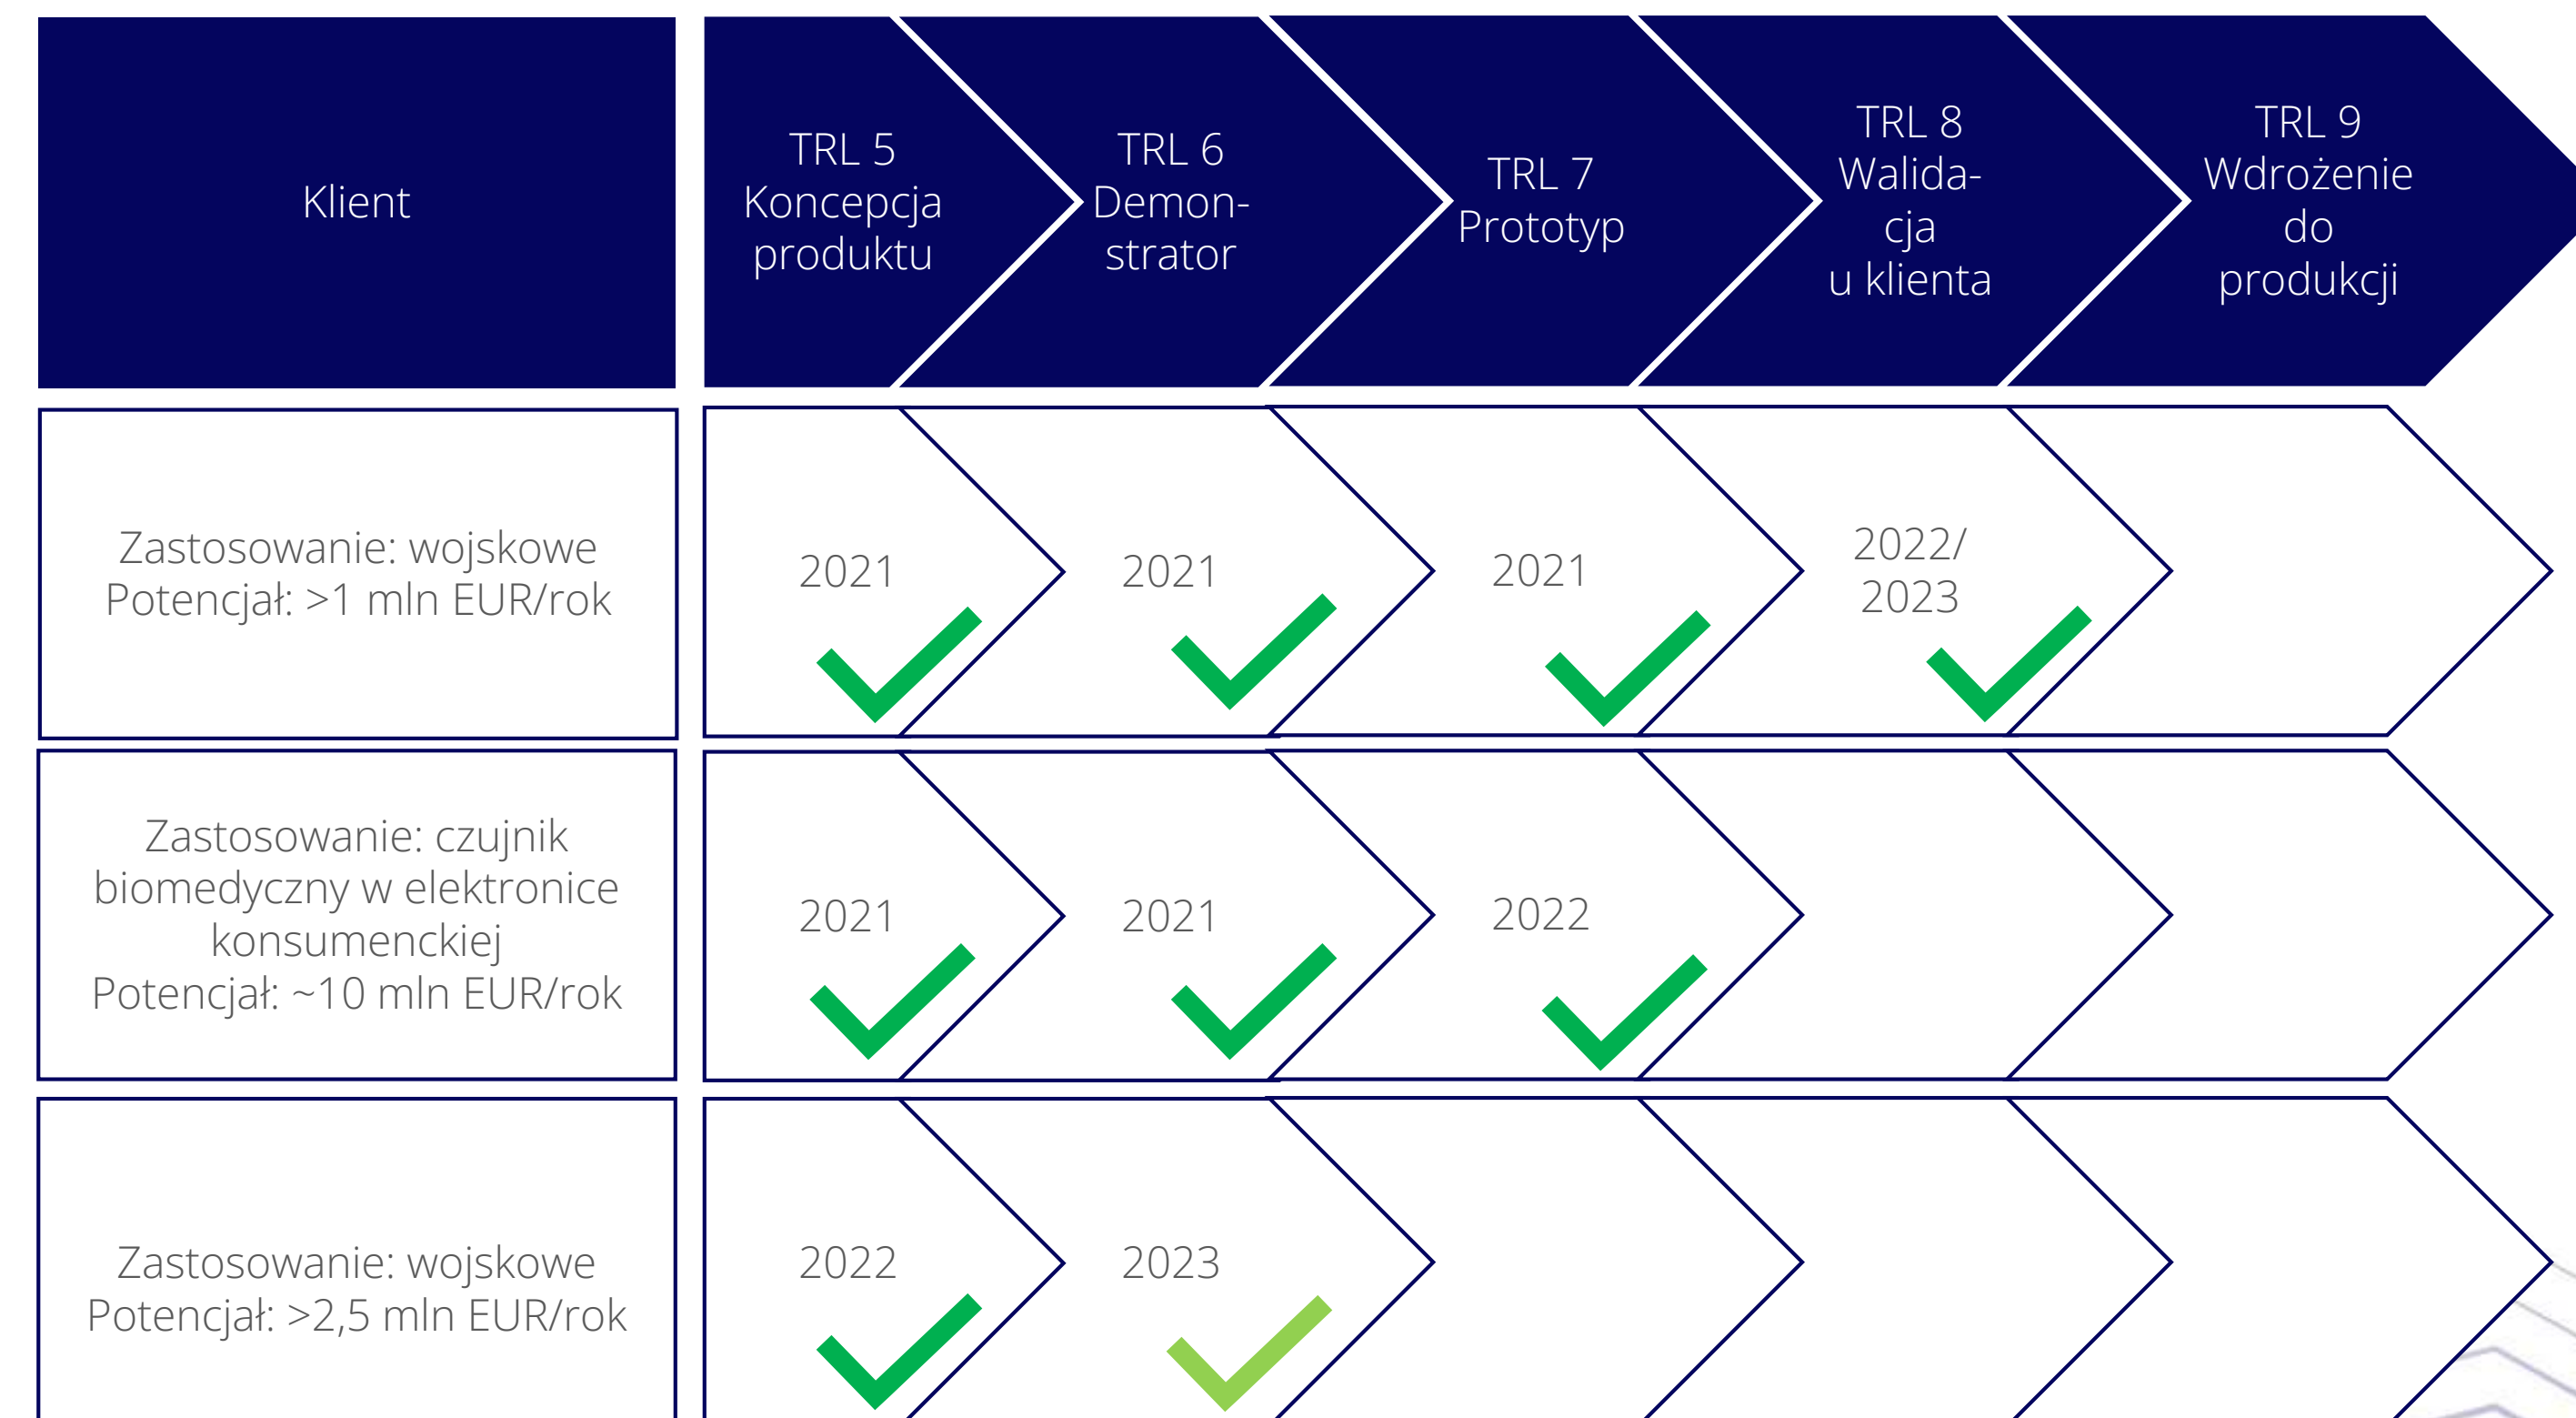 Klient
TRL 5
Koncepcja
produktu
TRL 6
Demon-
strator
TRL 7
Prototyp
TRL 8
Walida-
cja
u klienta
TRL 9
Wdrożenie
do
produkcji
Zastosowanie: wojskowe
Potencjał: >1 mln EUR/rok
2021
2021
2021
2022/
2023
Zastosowanie: czujnik
biomedyczny w elektronice
konsumenckiej
Potencjał: ~10 mln EUR/rok
2021
2021
2022
Zastosowanie: wojskowe
Potencjał: >2,5 mln EUR/rok
2022
2023